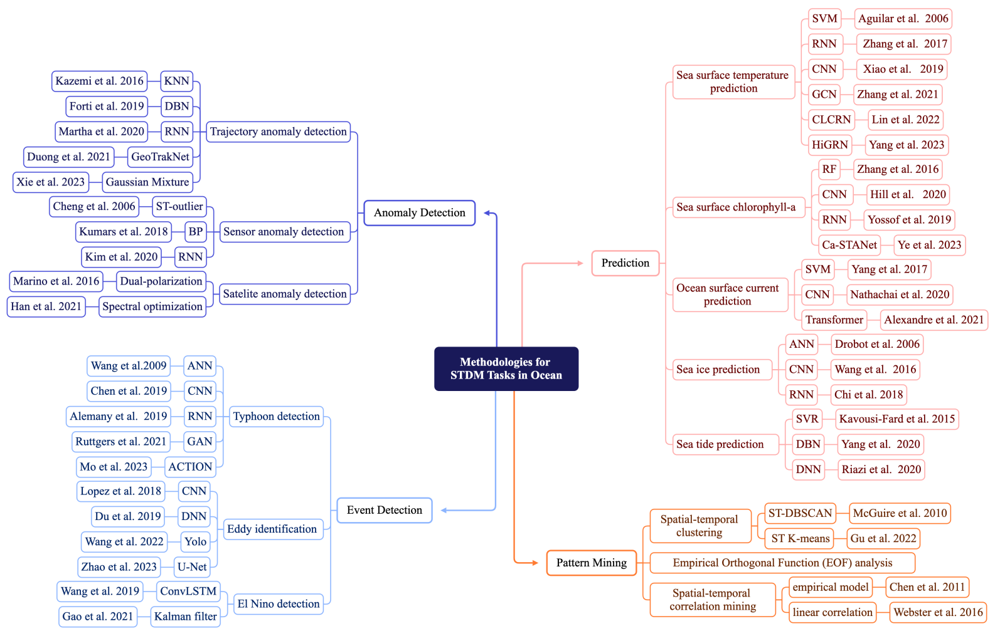 Methodologies for
STDM Tasks in Ocean
Anomaly Detection
Trajectory anomaly detection
KNN
Kazemi et al. 2016
DBN
Forti et al. 2019
RNN
Martha et al. 2020
GeoTrakNet
Duong et al. 2021
Gaussian Mixture
Xie et al. 2023
Sensor anomaly detection
ST-outlier
Cheng et al. 2006
BP
Kumars et al. 2018
RNN
Kim et al. 2020
Satelite anomaly detection
Dual-polarization
Marino et al. 2016
Spectral optimization
Han et al. 2021
Event Detection
Typhoon detection
ANN
Wang et al.2009
CNN
Chen et al. 2019
RNN
Alemany et al. 2019
GAN
Ruttgers et al. 2021
ACTION
Mo et al. 2023
Eddy identification
CNN
Lopez et al. 2018
DNN
Du et al. 2019
Yolo
Wang et al. 2022
U-Net
Zhao et al. 2023
El Nino detection
ConvLSTM
Wang et al. 2019
Kalman filter
Gao et al. 2021
Prediction
Sea surface temperature
prediction
SVM
Aguilar et al. 2006
RNN
Zhang et al. 2017
CNN
Xiao et al. 2019
GCN
Zhang et al. 2021
CLCRN
Lin et al. 2022
HiGRN
Yang et al. 2023
Sea surface chlorophyll-a
RF
Zhang et al. 2016
CNN
Hill et al. 2020
RNN
Yossof et al. 2019
Ca-STANet
Ye et al. 2023
Ocean surface current
prediction
SVM
Yang et al. 2017
CNN
Nathachai et al. 2020
Transformer
Alexandre et al. 2021
Sea ice prediction
ANN
Drobot et al. 2006
CNN
Wang et al. 2016
RNN
Chi et al. 2018
Sea tide prediction
SVR
Kavousi-Fard et al. 2015
DBN
Yang et al. 2020
DNN
Riazi et al. 2020
Pattern Mining
Spatial-temporal
clustering
ST-DBSCAN
McGuire et al. 2010
ST K-means
Gu et al. 2022
Empirical Orthogonal Function (EOF) analysis
Spatial-temporal
correlation mining
empirical model
Chen et al. 2011
linear correlation
Webster et al. 2016